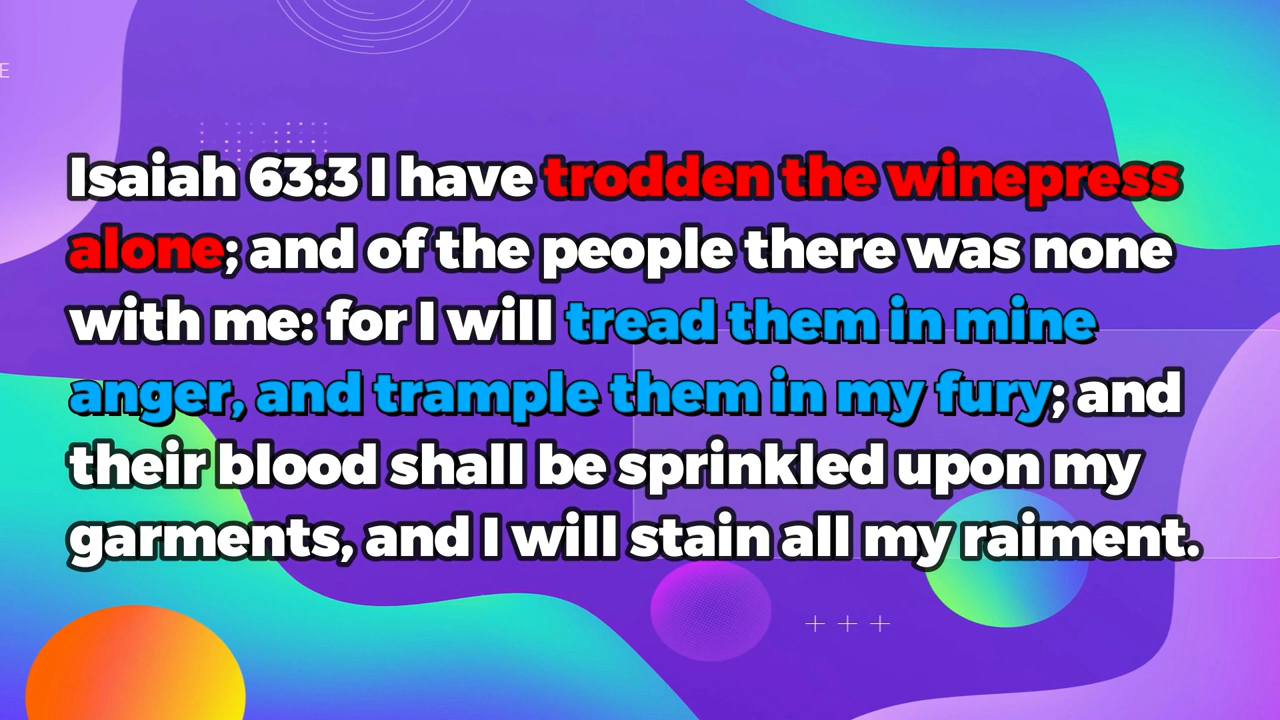 E
Isaiah 63:3 I have trodden the winepress
alone; and of the people there was none
with me: for I will tread them in mine
anger, and trample them in my fury; and
their blood shall be sprinkled upon my
garments, and I will stain all my raiment.